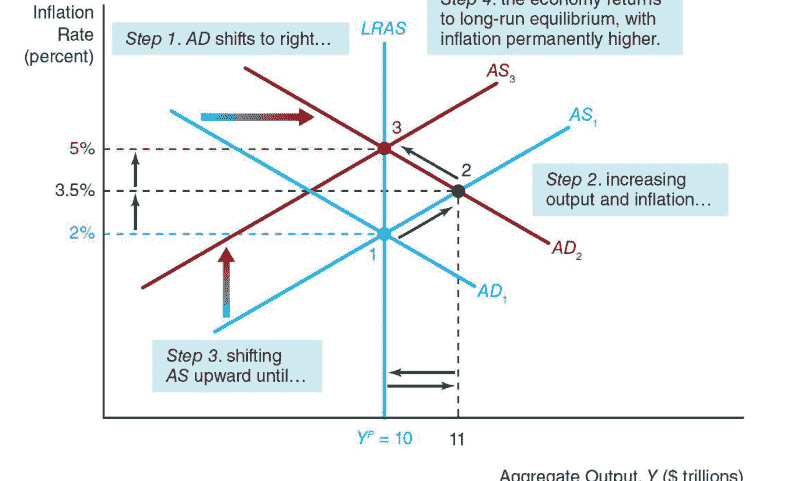 Step 4. the economy returns
to long-run equilibrium, with
inflation permanently higher.
Inflation
Rate
(percent)
Step 1. AD shifts to right…
LRAS
AS3
AS1
3
5%
2
3.5%
Step 2. increasing
output and inflation…
2%
1
AD2
AD1
Step 3. shifting
AS upward until…
YP = 10
11
Aggregate Output, Y ($ trillions)